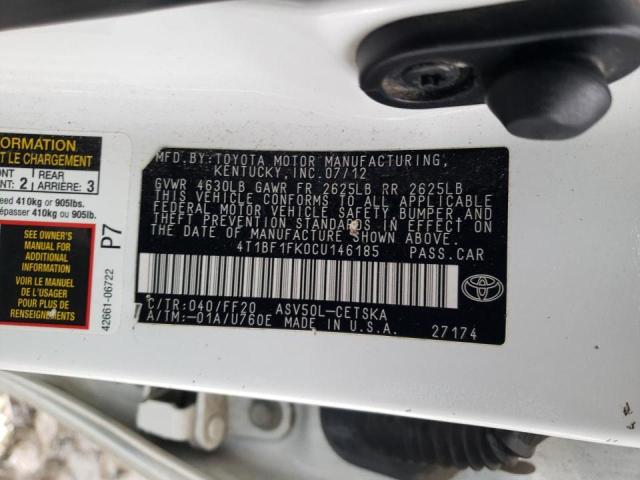 ORMATION
T LE CHARGEMENT
NT: 2
REAR
ARRIÈRE: 3
eed 410kg or 905lbs.
épasser 410kg ou 905lb.
SEE OWNER'S
MANUAL FOR
ADDITIONAL
INFORMATION
VOIR LE MANUEL
DE L'USAGER
POUR PLUS DE
RENSEIGNEMENTS
P7
42661-06722
MFD. BY: TOYOTA MOTOR MANUFACTURING,
KENTUCKY, INC. 07/12
GVWR 4630LB GAWR FR 2625LB RR 2625LB
THIS VEHICLE CONFORMS TO ALL APPLICABLE
FEDERAL MOTOR VEHICLE SAFETY, BUMPER, AND
THEFT PREVENTION STANDARDS IN EFFECT ON
THE DATE OF MANUFACTURE SHOWN ABOVE.
4T1BF1FK0CU146185 PASS.CAR
C/TR: 040/FF20 ASV50L-CETSKA
A/TM: -01A/U760E MADE IN U.S.A.
27174